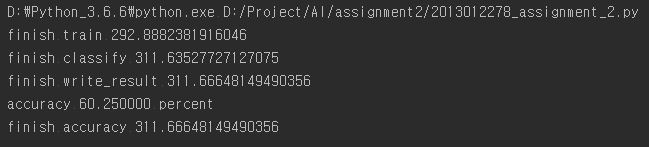 D:₩Python_3.6.6₩python.exe D:/Project/AI/assignment2/2013012278_assignment_2.py
finish train 292.8882381916046
finish classify 311.63527727127075
finish write_result 311.66648149490356
accuracy 60.250000 percent
finish accuracy 311.66648149490356